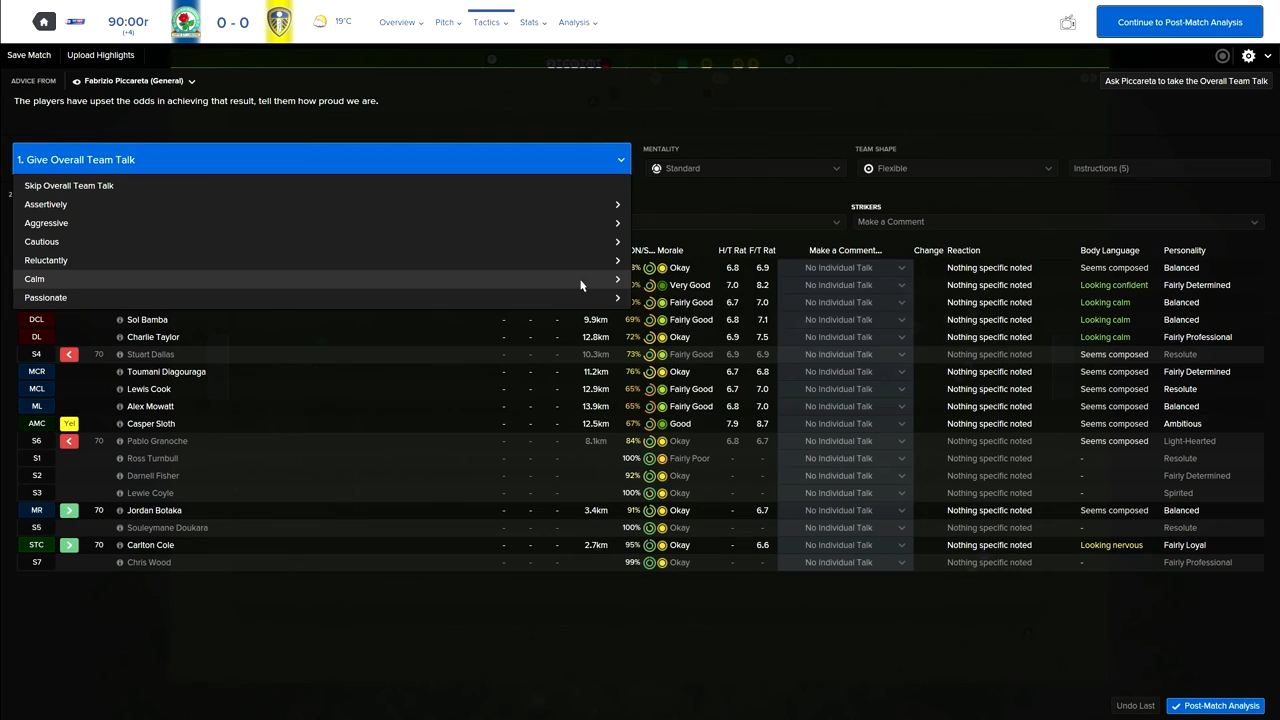 90:00r
(+4)
0 - 0
19°C
Overview
Pitch
Tactics
Stats
Analysis
Continue to Post-Match Analysis
Save Match
Upload Highlights
ADVICE FROM
Fabrizio Piccareta (General)
Ask Piccareta to take the Overall Team Talk
The players have upset the odds in achieving that result, tell them how proud we are.
1. Give Overall Team Talk
MENTALITY
Standard
TEAM SHAPE
Flexible
Instructions (5)
Skip Overall Team Talk
Assertively
Aggressive
Cautious
Reluctantly
Calm
Passionate
STRIKERS
Make a Comment
Morale H/T Rat F/T Rat Make a Comment... Change Reaction Body Language Personality
Okay 6.8 6.9 No Individual Talk Nothing specific noted Seems composed Balanced
Very Good 7.0 8.2 No Individual Talk Nothing specific noted Looking confident Fairly Determined
Fairly Good 6.7 7.0 No Individual Talk Nothing specific noted Looking calm Balanced
DCL Sol Bamba - - - 9.9km 69% Fairly Good 6.8 7.1 No Individual Talk Nothing specific noted Looking calm Balanced
DL Charlie Taylor - - - 12.8km 72% Okay 6.9 7.5 No Individual Talk Nothing specific noted Looking calm Fairly Professional
S4 70 Stuart Dallas - - - 10.3km 73% Fairly Good 6.9 6.9 No Individual Talk Nothing specific noted Seems composed Resolute
MCR Toumani Diagouraga - - - 11.2km 76% Okay 6.7 6.8 No Individual Talk Nothing specific noted Seems composed Fairly Determined
MCL Lewis Cook - - - 12.9km 65% Fairly Good 6.7 7.0 No Individual Talk Nothing specific noted Seems composed Resolute
ML Alex Mowatt - - - 13.9km 65% Fairly Good 6.8 7.0 No Individual Talk Nothing specific noted Seems composed Balanced
AMC Yel Casper Sloth - - - 12.5km 67% Good 7.9 8.7 No Individual Talk Nothing specific noted Seems composed Ambitious
S6 70 Pablo Granoche - - - 8.1km 84% Okay 6.8 6.7 No Individual Talk Nothing specific noted Seems composed Light-Hearted
S1 Ross Turnbull - - - 100% Fairly Poor - - No Individual Talk Nothing specific noted - Resolute
S2 Darnell Fisher - - - 92% Okay - - No Individual Talk Nothing specific noted - Fairly Determined
S3 Lewie Coyle - - - 100% Okay - - No Individual Talk Nothing specific noted - Spirited
MR 70 Jordan Botaka - - - 3.4km 91% Okay - 6.7 No Individual Talk Nothing specific noted Seems composed Balanced
S5 Souleymane Doukara - - - 100% Okay - - No Individual Talk Nothing specific noted - Resolute
STC 70 Carlton Cole - - - 2.7km 95% Okay - 6.6 No Individual Talk Nothing specific noted Looking nervous Fairly Loyal
S7 Chris Wood - - - 99% Okay - - No Individual Talk Nothing specific noted - Fairly Professional
Undo Last
Post-Match Analysis